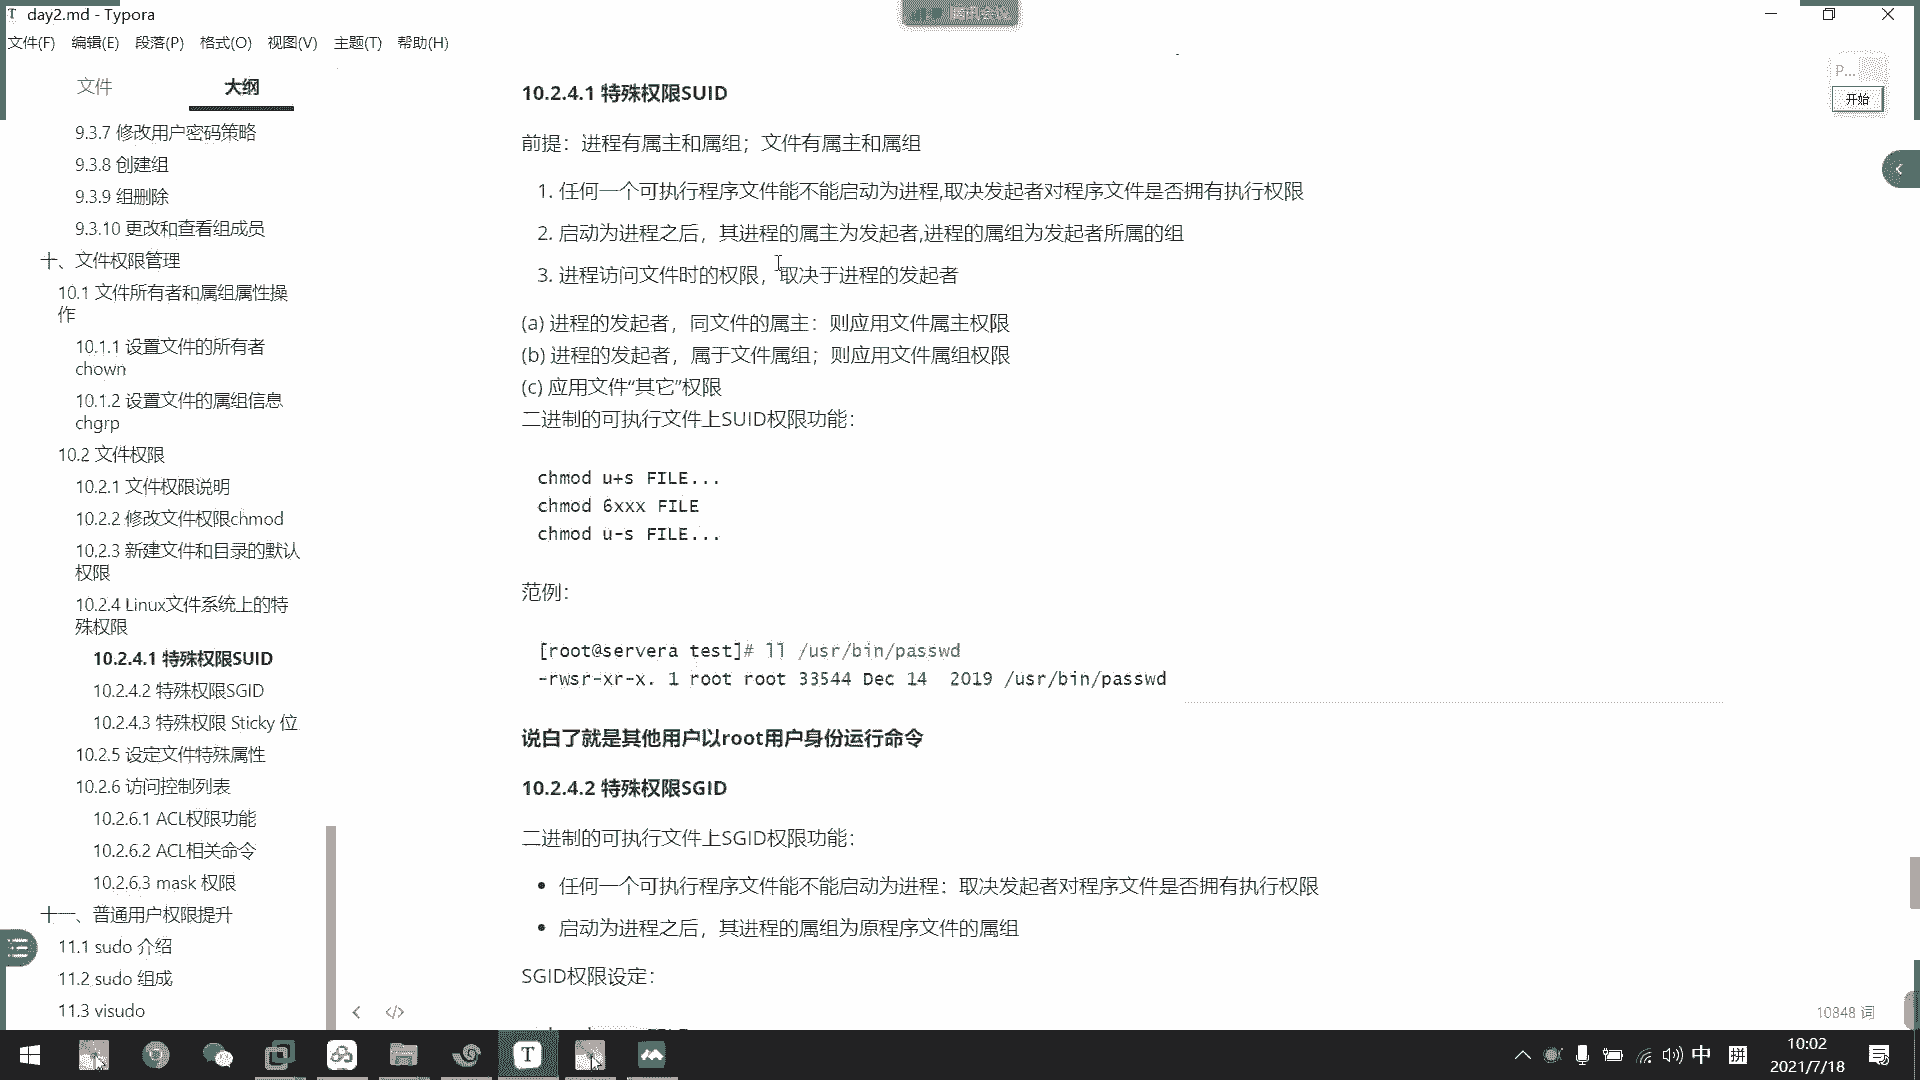 day2.md - Typora
腾讯会议
文件(F) 编辑(E) 段落(P) 格式(O) 视图(V) 主题(T) 帮助(H)
文件 大纲
9.3.7 修改用户密码策略
9.3.8 创建组
9.3.9 组删除
9.3.10 更改和查看组成员
十、文件权限管理
10.1 文件所有者和属组属性操
作
10.1.1 设置文件的所有者
chown
10.1.2 设置文件的属组信息
chgrp
10.2 文件权限
10.2.1 文件权限说明
10.2.2 修改文件权限chmod
10.2.3 新建文件和目录的默认
权限
10.2.4 Linux文件系统上的特
殊权限
10.2.4.1 特殊权限SUID
10.2.4.2 特殊权限SGID
10.2.4.3 特殊权限 Sticky 位
10.2.5 设定文件特殊属性
10.2.6 访问控制列表
10.2.6.1 ACL权限功能
10.2.6.2 ACL相关命令
10.2.6.3 mask 权限
十一、普通用户权限提升
11.1 sudo 介绍
11.2 sudo 组成
11.3 visudo
10.2.4.1 特殊权限SUID
前提：进程有属主和属组；文件有属主和属组
1. 任何一个可执行程序文件能不能启动为进程,取决发起者对程序文件是否拥有执行权限
2. 启动为进程之后，其进程的属主为发起者,进程的属组为发起者所属的组
3. 进程访问文件时的权限，取决于进程的发起者
(a) 进程的发起者，同文件的属主：则应用文件属主权限
(b) 进程的发起者，属于文件属组；则应用文件属组权限
(c) 应用文件“其它”权限
二进制的可执行文件上SUID权限功能：
chmod u+s FILE...
chmod 6xxx FILE
chmod u-s FILE...
范例：
[root@servera test]# ll /usr/bin/passwd
-rwsr-xr-x. 1 root root 33544 Dec 14  2019 /usr/bin/passwd
说白了就是其他用户以root用户身份运行命令
10.2.4.2 特殊权限SGID
二进制的可执行文件上SGID权限功能：
• 任何一个可执行程序文件能不能启动为进程：取决发起者对程序文件是否拥有执行权限
• 启动为进程之后，其进程的属组为原程序文件的属组
SGID权限设定：
P...
开始
10848 词
中 拼
10:02
2021/7/18